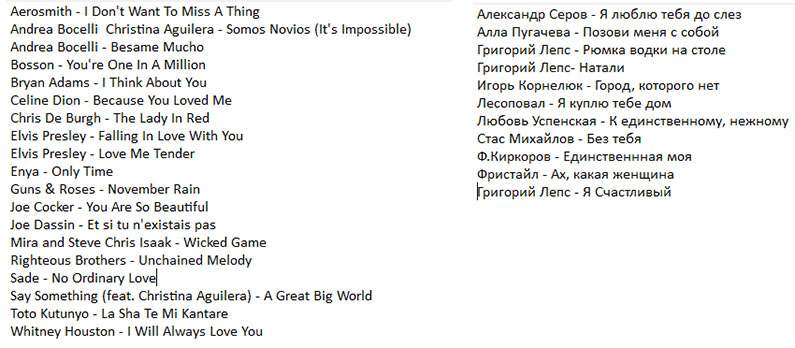 Aerosmith - I Don't Want To Miss A Thing
Andrea Bocelli  Christina Aguilera - Somos Novios (It's Impossible)
Andrea Bocelli - Besame Mucho
Bosson - You're One In A Million
Bryan Adams - I Think About You
Celine Dion - Because You Loved Me
Chris De Burgh - The Lady In Red
Elvis Presley - Falling In Love With You
Elvis Presley - Love Me Tender
Enya - Only Time
Guns & Roses - November Rain
Joe Cocker - You Are So Beautiful
Joe Dassin - Et si tu n'existais pas
Mira and Steve Chris Isaak - Wicked Game
Righteous Brothers - Unchained Melody
Sade - No Ordinary Love
Say Something (feat. Christina Aguilera) - A Great Big World
Toto Kutunyo - La Sha Te Mi Kantare
Whitney Houston - I Will Always Love You
Александр Серов - Я люблю тебя до слез
Алла Пугачева - Позови меня с собой
Григорий Лепс - Рюмка водки на столе
Григорий Лепс- Натали
Игорь Корнелюк - Город, которого нет
Лесоповал - Я куплю тебе дом
Любовь Успенская - К единственному, нежному
Стас Михайлов - Без тебя
Ф.Киркоров - Единственнная моя
Фристайл - Ах, какая женщина
Григорий Лепс - Я Счастливый